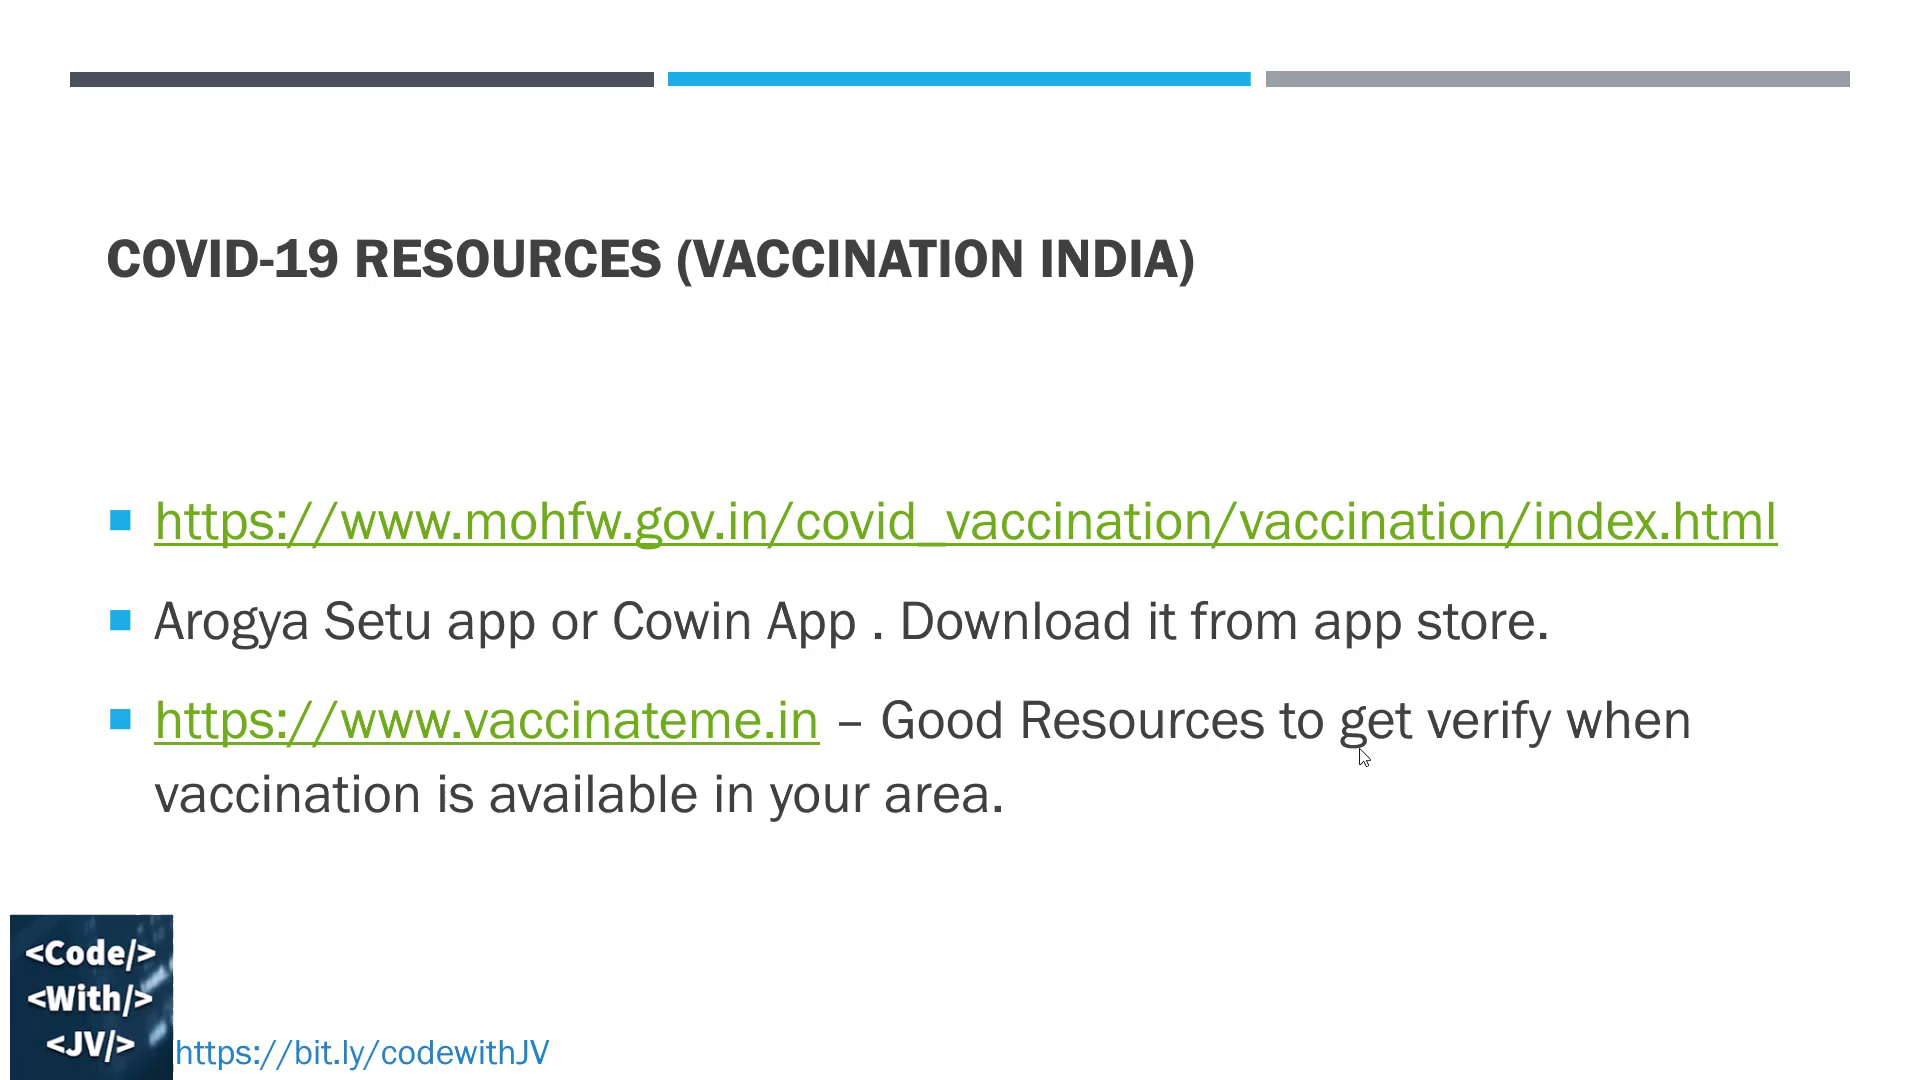 COVID-19 RESOURCES (VACCINATION INDIA)
https://www.mohfw.gov.in/covid_vaccination/vaccination/index.html
Arogya Setu app or Cowin App . Download it from app store.
https://www.vaccinateme.in – Good Resources to get verify when
vaccination is available in your area.
<Code/>
<With/>
<JV/>
https://bit.ly/codewithJV